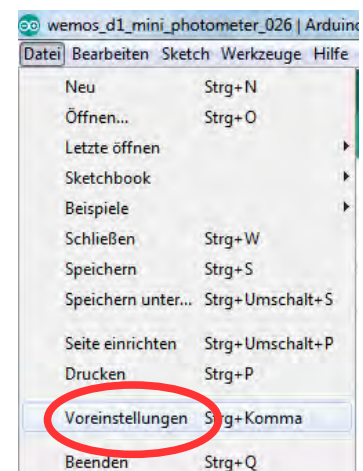 wemos_d1_mini_photometer_026 | Arduino
Datei Bearbeiten Sketch Werkzeuge Hilfe
Neu Strg+N
Öffnen... Strg+O
Letzte öffnen
Sketchbook
Beispiele
Schließen Strg+W
Speichern Strg+S
Speichern unter... Strg+Umschalt+S
Seite einrichten Strg+Umschalt+P
Drucken Strg+P
Voreinstellungen Strg+Komma
Beenden Strg+Q